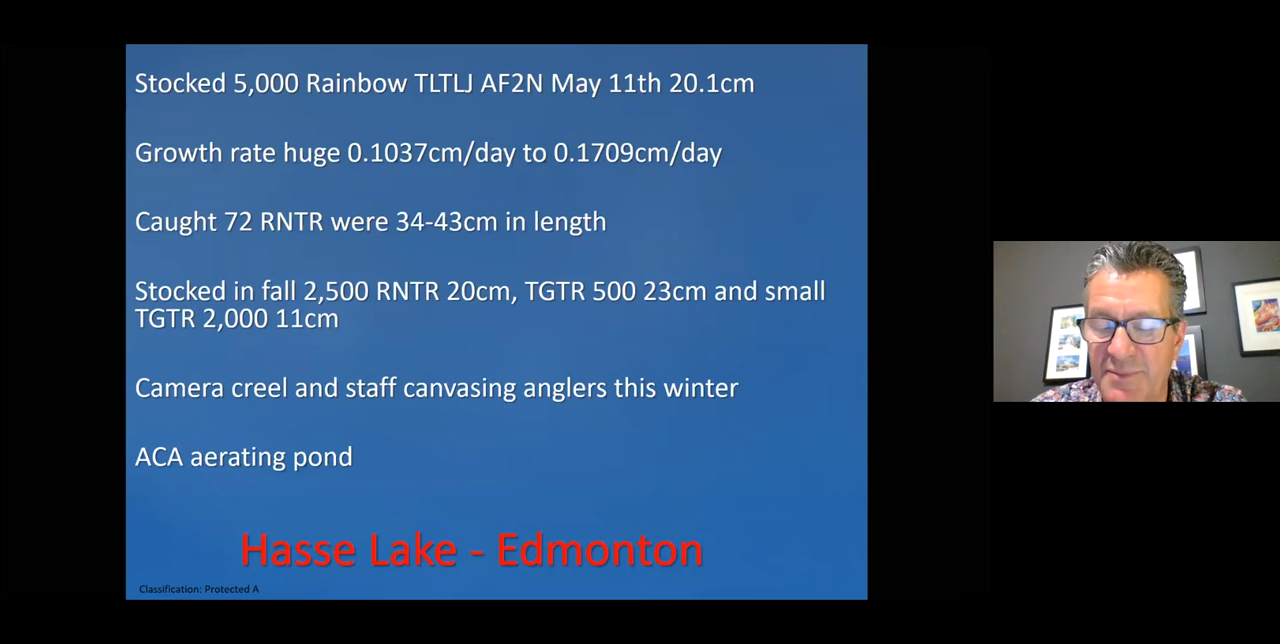 Stocked 5,000 Rainbow TLTLJ AF2N May 11th 20.1cm
Growth rate huge 0.1037cm/day to 0.1709cm/day
Caught 72 RNTR were 34-43cm in length
Stocked in fall 2,500 RNTR 20cm, TGTR 500 23cm and small
TGTR 2,000 11cm
Camera creel and staff canvasing anglers this winter
ACA aerating pond
Hasse Lake - Edmonton
Classification: Protected A